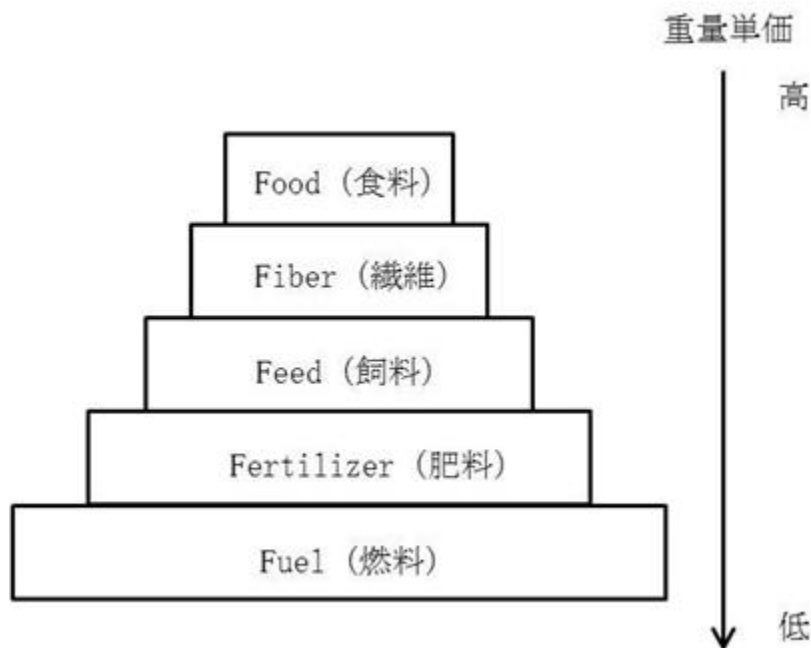 重量単価
高
Food (食料)
Fiber (繊維)
Feed (飼料)
Fertilizer (肥料)
Fuel (燃料)
低